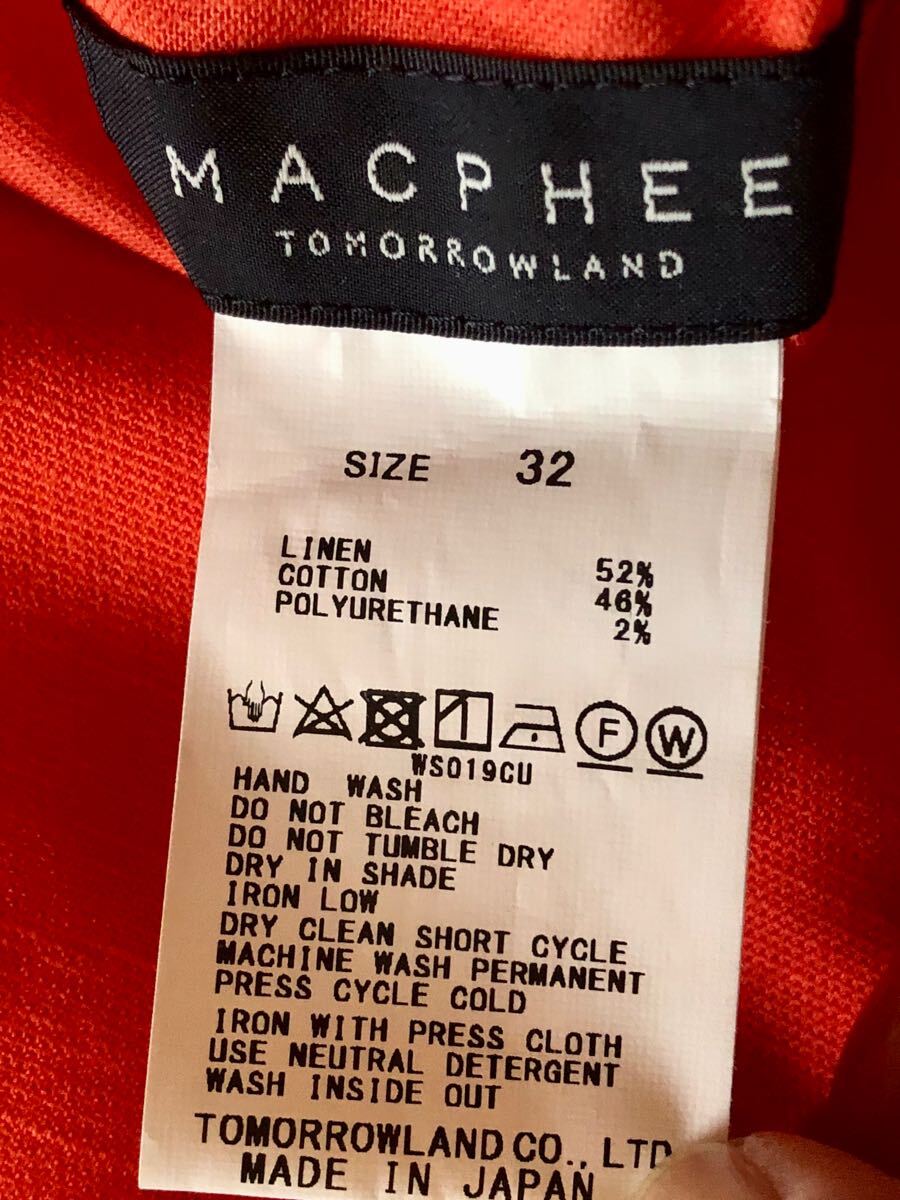 MACPHEE
TOMORROWLAND
SIZE 32
LINEN 52%
COTTON 46%
POLYURETHANE 2%
F W
WS019CU
HAND WASH
DO NOT BLEACH
DO NOT TUMBLE DRY
DRY IN SHADE
IRON LOW
DRY CLEAN SHORT CYCLE
MACHINE WASH PERMANENT
PRESS CYCLE COLD
IRON WITH PRESS CLOTH
USE NEUTRAL DETERGENT
WASH INSIDE OUT
TOMORROWLAND CO., LTD
MADE IN JAPAN